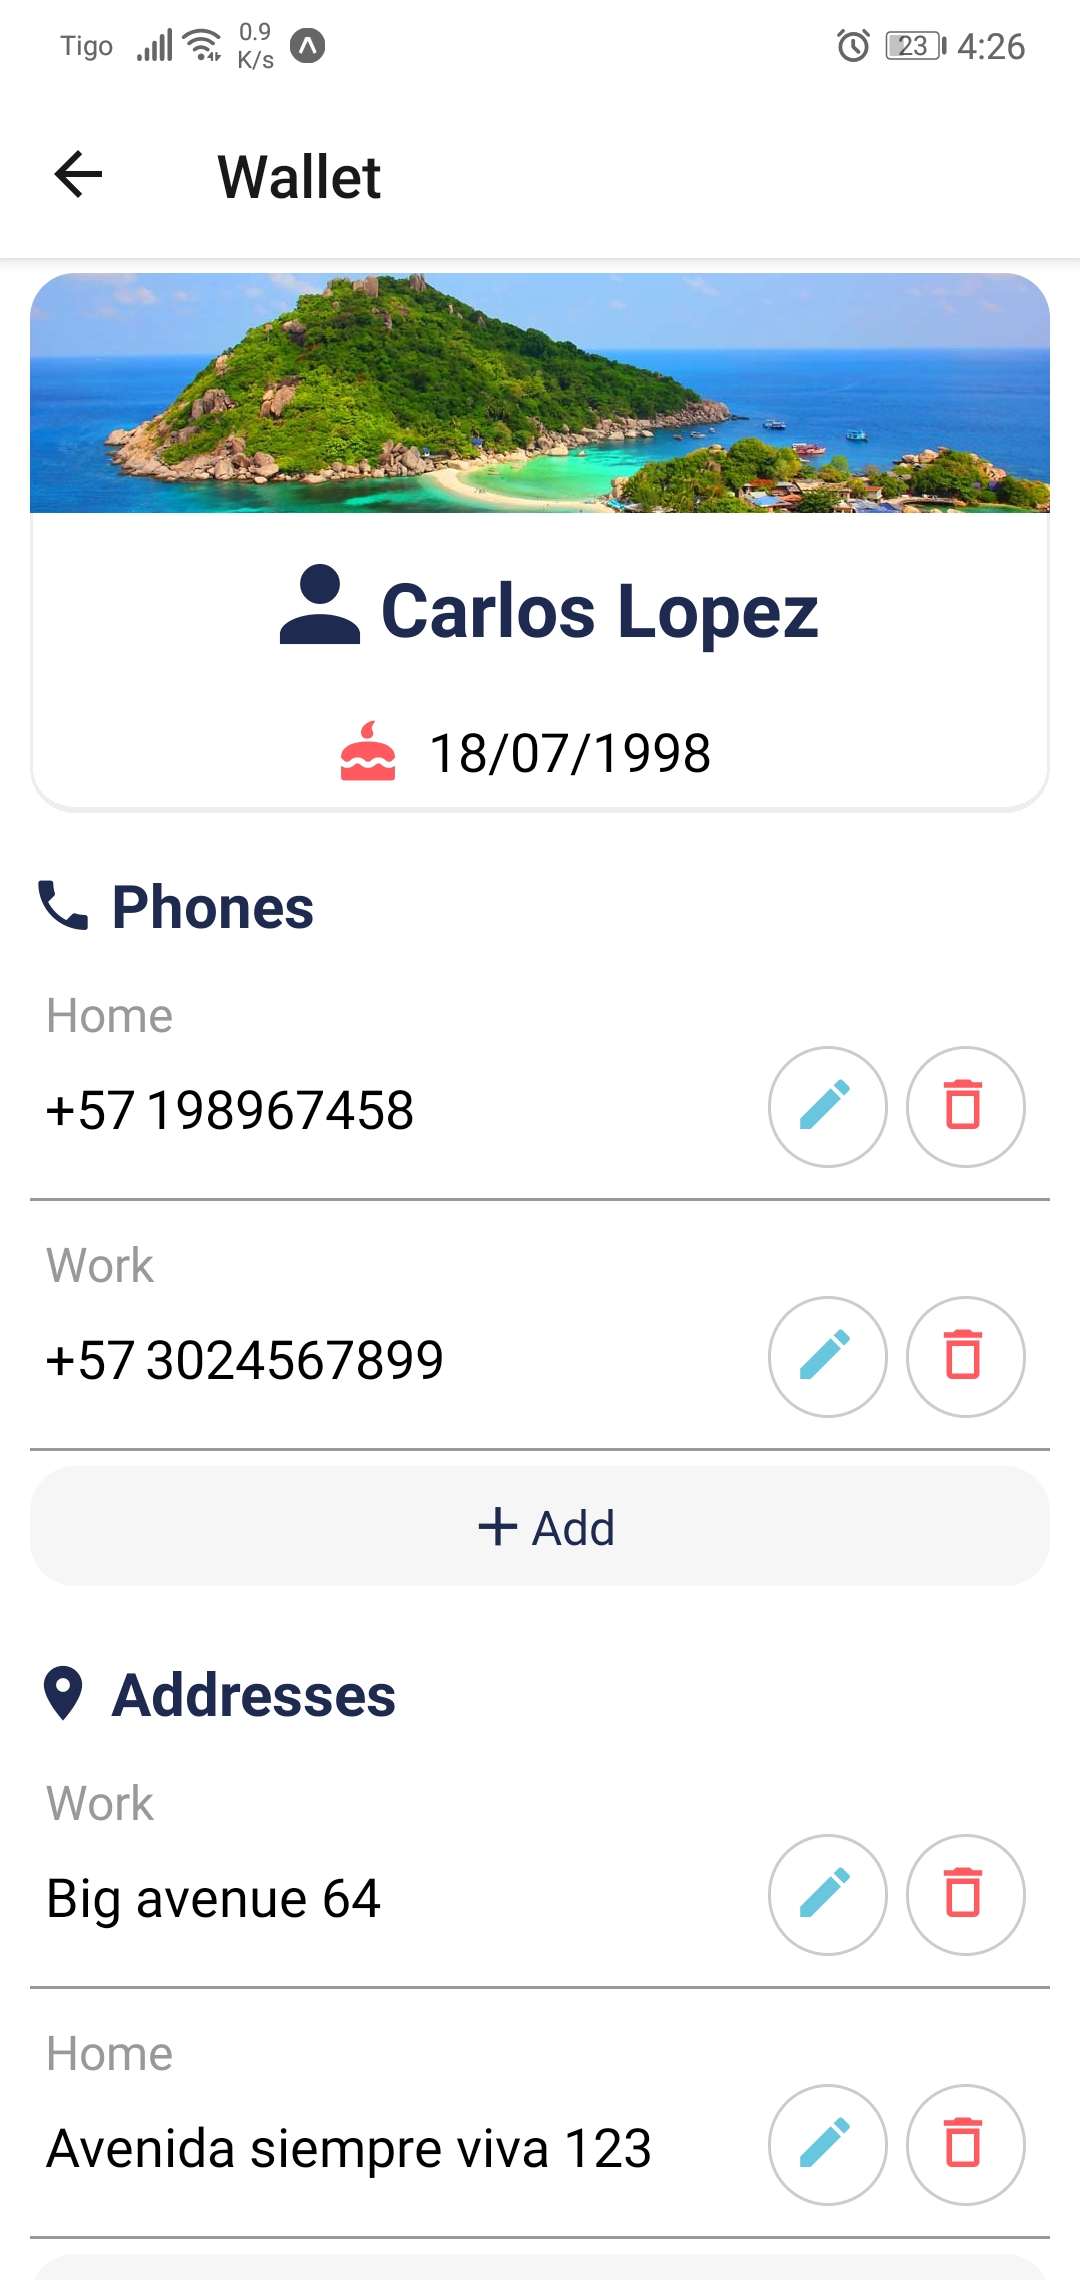 Tigo 0.9 K/s 23 4:26
Wallet
Carlos Lopez
18/07/1998
Phones
Home
+57 198967458
Work
+57 3024567899
Add
Addresses
Work
Big avenue 64
Home
Avenida siempre viva 123